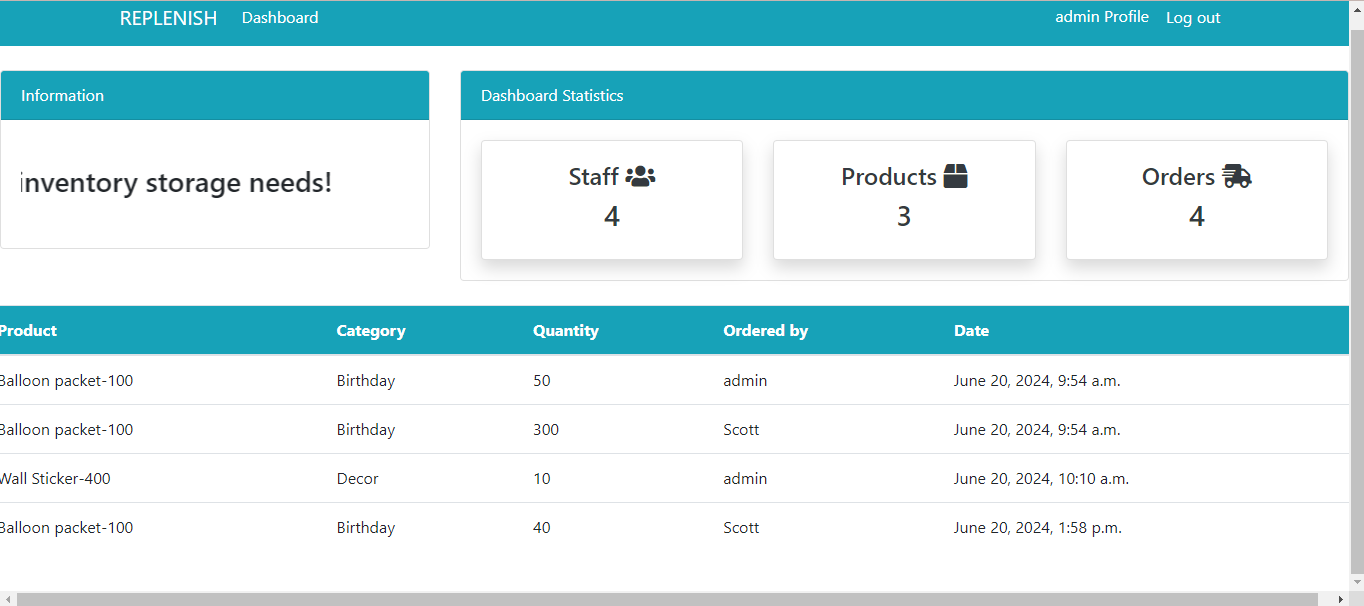 REPLENISH Dashboard admin Profile Log out
Information
inventory storage needs!
Dashboard Statistics
Staff
4
Products
3
Orders
4
Product Category Quantity Ordered by Date
Balloon packet-100 Birthday 50 admin June 20, 2024, 9:54 a.m.
Balloon packet-100 Birthday 300 Scott June 20, 2024, 9:54 a.m.
Wall Sticker-400 Decor 10 admin June 20, 2024, 10:10 a.m.
Balloon packet-100 Birthday 40 Scott June 20, 2024, 1:58 p.m.